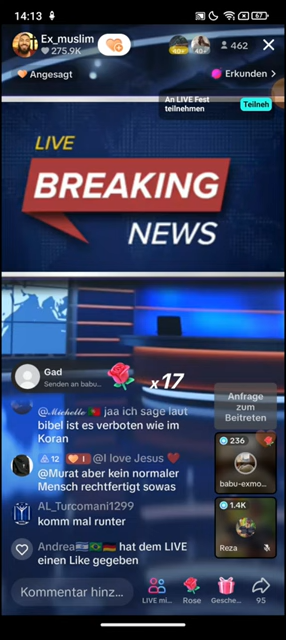 14:13
67
Ex_muslim
275.9K
40+
40+
462
Angesagt
Erkunden >
An LIVE Fest
teilnehmen
Teilneh
LIVE
BREAKING
NEWS
Gad
Senden an babu...
x17
Anfrage
zum
Beitreten
@𝓜𝓲𝓬𝓱𝓮𝓵𝓵𝓮🇵🇹 jaa ich sage laut
bibel ist es verboten wie im
Koran
236
babu-exmo...
12 1 @I love Jesus ❤️
@Murat aber kein normaler
Mensch rechtfertigt sowas
1.4K
Reza
AL_Turcomani1299
komm mal runter
Andrea🇮🇱🇧🇷🇩🇪 hat dem LIVE
einen Like gegeben
Kommentar hinz...
LIVE mi...
Rose
Gesche...
95